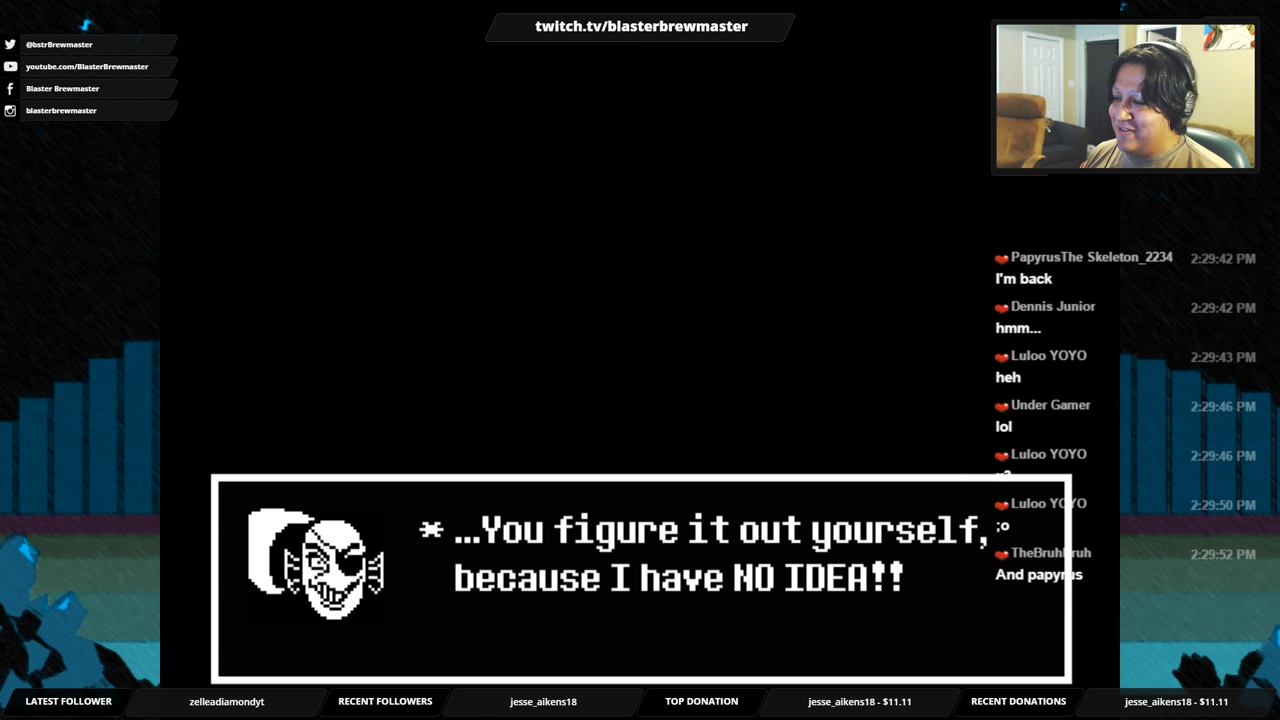 twitch.tv/blasterbrewmaster
@bstrBrewmaster
youtube.com/BlasterBrewmaster
Blaster Brewmaster
blasterbrewmaster
PapyrusThe Skeleton_2234 2:29:42 PM
I'm back
Dennis Junior 2:29:42 PM
hmm...
Luloo YOYO 2:29:43 PM
heh
Under Gamer 2:29:46 PM
lol
Luloo YOYO 2:29:46 PM
Luloo YOYO 2:29:50 PM
;o
TheBruhBruh 2:29:52 PM
And papyrus
* ...You figure it out yourself,
because I have NO IDEA!!
LATEST FOLLOWER zelleadiamondyt RECENT FOLLOWERS jesse_aikens18 TOP DONATION jesse_aikens18 - $11.11 RECENT DONATIONS jesse_aikens18 - $11.11